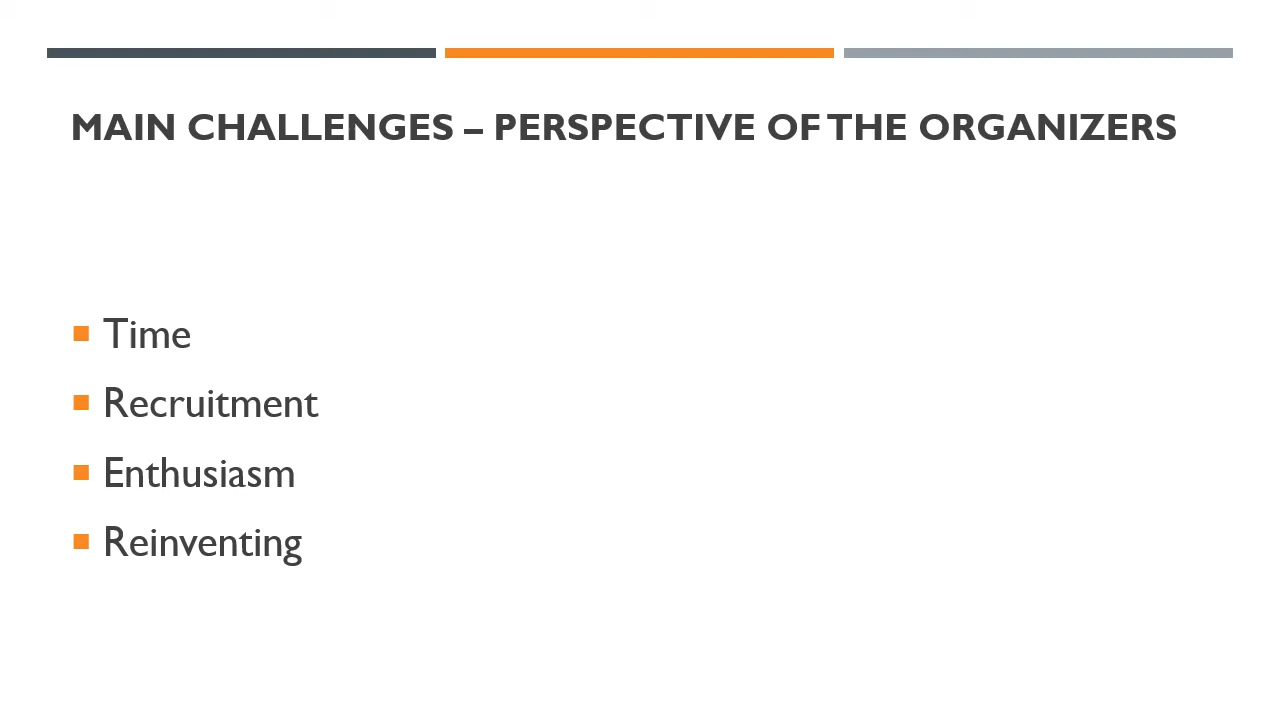 MAIN CHALLENGES – PERSPECTIVE OF THE ORGANIZERS
Time
Recruitment
Enthusiasm
Reinventing